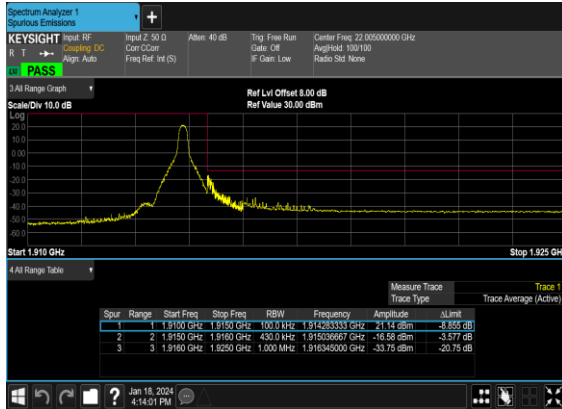 Spectrum Analyzer 1
Spurious Emissions
+
KEYSIGHT Input: RF Input Z: 50 Ω Atten: 40 dB Trig: Free Run Center Freq: 22.005000000 GHz
R T Coupling: DC Corr CCorr Gate: Off Avg|Hold: 100/100
Align: Auto Freq Ref: Int (S) IF Gain: Low Radio Std: None
LW PASS
3 All Range Graph
Ref Lvl Offset 8.00 dB
Scale/Div 10.0 dB Ref Value 30.00 dBm
Log
20.0
10.0
0.00
-10.0
-20.0
-30.0
-40.0
-50.0
-60.0
Start 1.910 GHz Stop 1.925 GH
4 All Range Table
Measure Trace Trace 1
Trace Type Trace Average (Active)
Spur Range Start Freq Stop Freq RBW Frequency Amplitude ΔLimit
1 1 1.9100 GHz 1.9150 GHz 100.0 kHz 1.914283333 GHz 21.14 dBm -8.855 dB
2 2 1.9150 GHz 1.9160 GHz 430.0 kHz 1.915036667 GHz -16.58 dBm -3.577 dB
3 3 1.9160 GHz 1.9250 GHz 1.000 MHz 1.916345000 GHz -33.75 dBm -20.75 dB
? Jan 18, 2024
4:14:01 PM